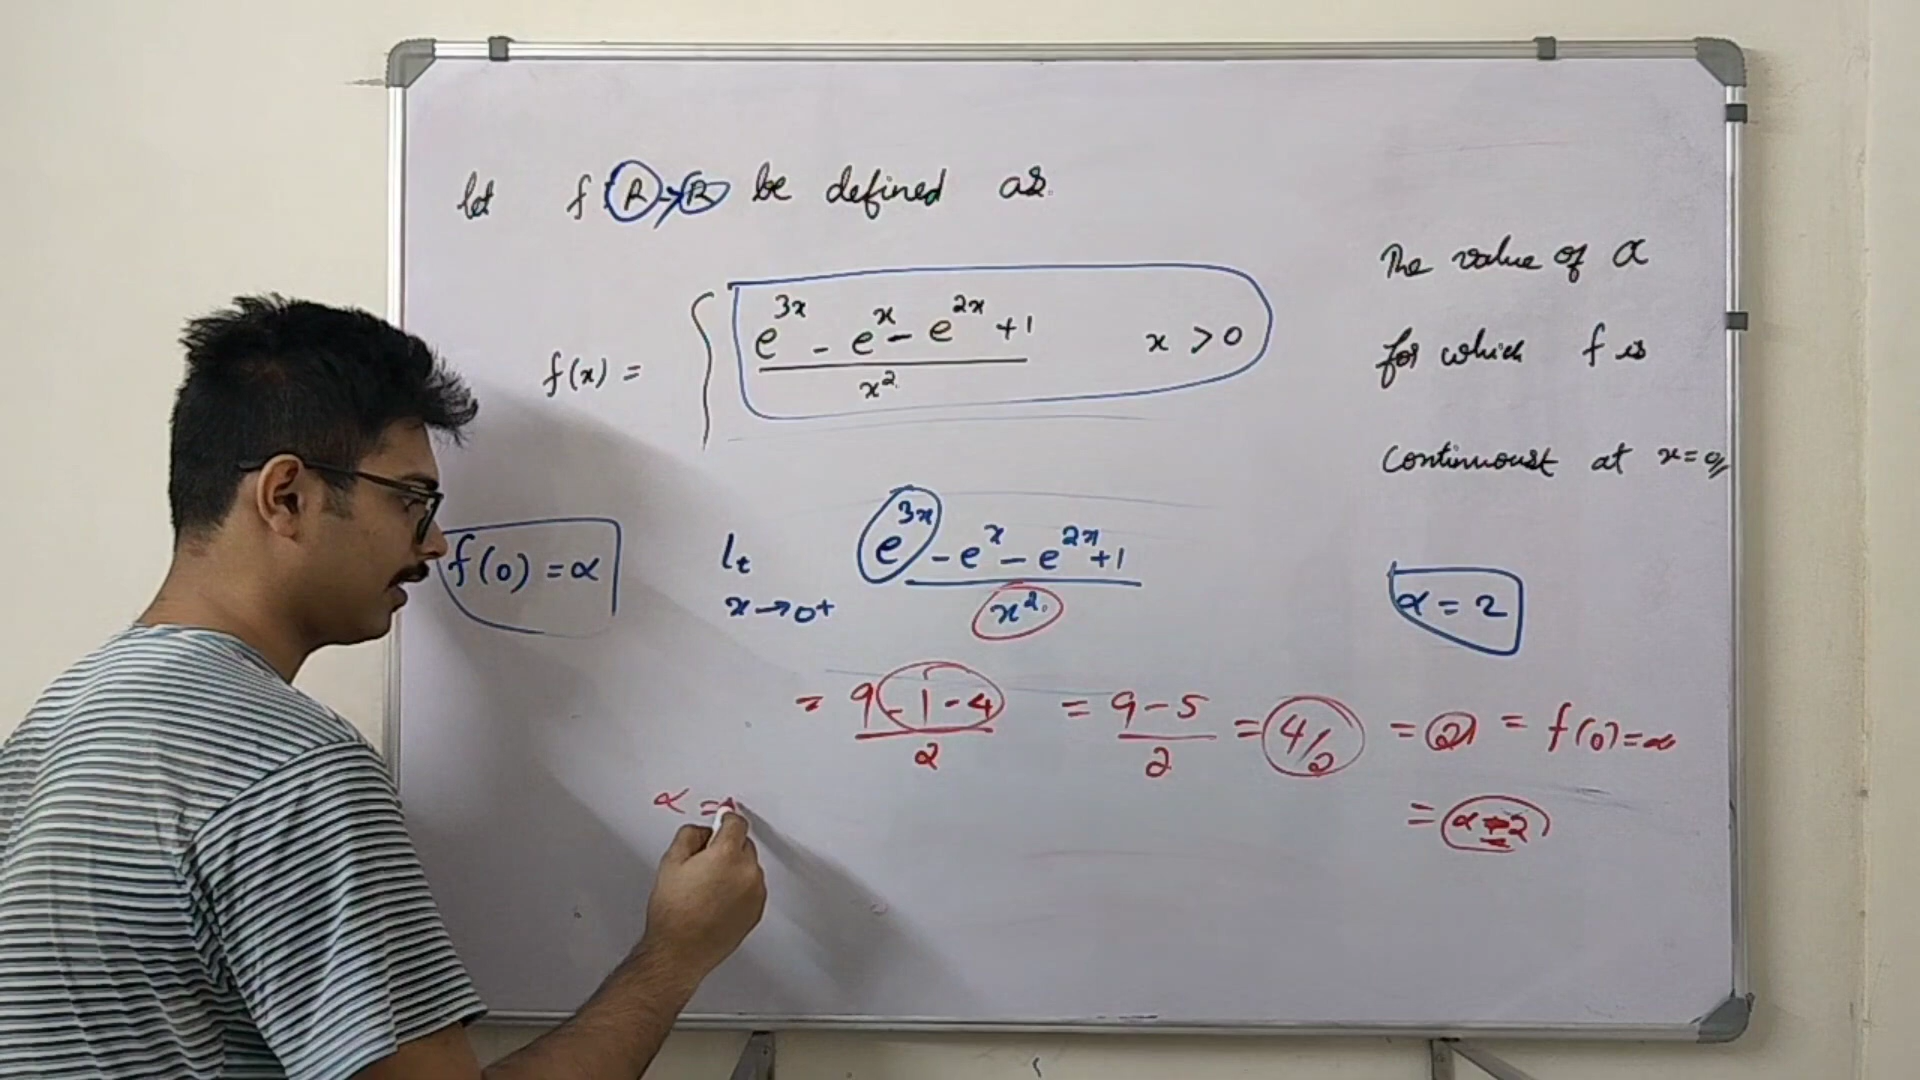 let f: R→R be defined as.
f(x) = { e^{3x} - e^x - e^{2x} + 1 / x^2. x > 0
The value of α
for which f is
continuoust at x=0
f(0) = α
lt x→0+ e^{3x} - e^x - e^{2x} + 1 / x^2.
α = 2
= 9 - 1 - 4 / 2 = 9 - 5 / 2 = 4/2 = 2 = f(0) = α
= α = 2
α =